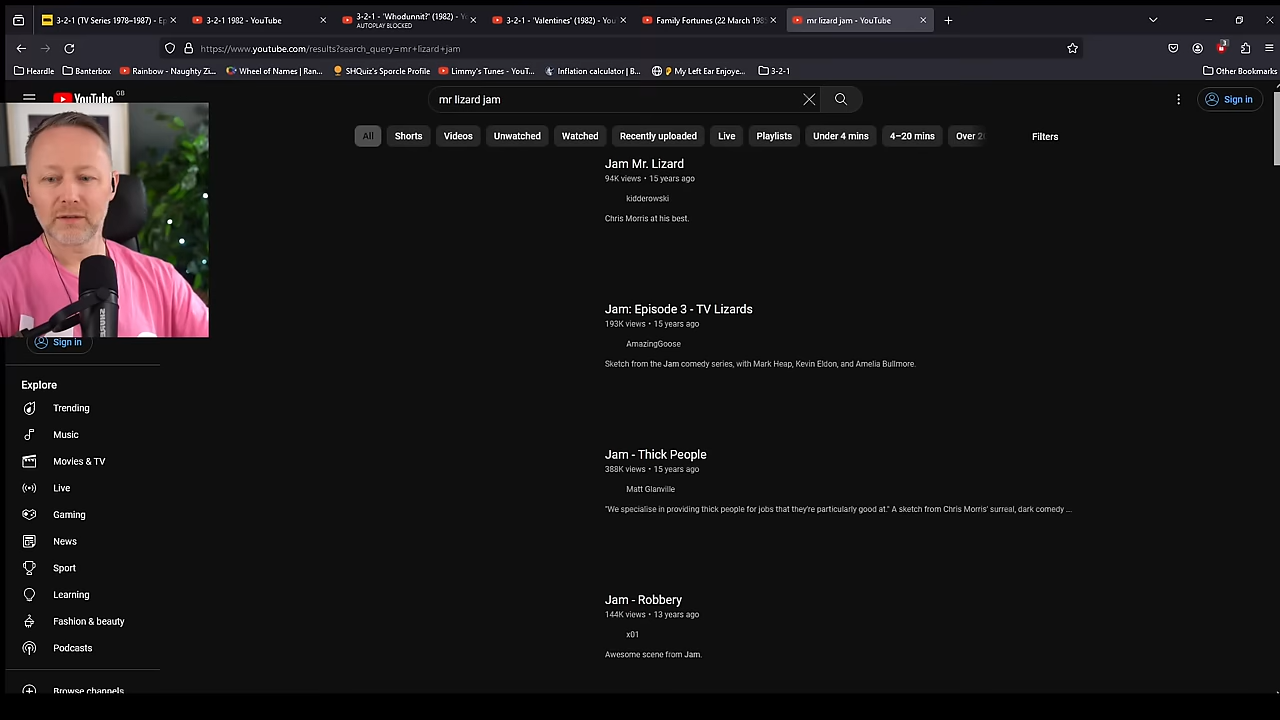 3-2-1 (TV Series 1978–1987) - Ep
3-2-1 1982 - YouTube
3-2-1 - 'Whodunnit?' (1982) - Yo
AUTOPLAY BLOCKED
3-2-1 - 'Valentines' (1982) - You
Family Fortunes (22 March 1985
mr lizard jam - YouTube
https://www.youtube.com/results?search_query=mr+lizard+jam
3
Heardle
Banterbox
Rainbow - Naughty Zi...
Wheel of Names | Ran...
SHQuiz's Sporcle Profile
Limmy's Tunes - YouT...
Inflation calculator | B...
My Left Ear Enjoye...
3-2-1
Other Bookmarks
YouTube GB
mr lizard jam
Sign in
All
Shorts
Videos
Unwatched
Watched
Recently uploaded
Live
Playlists
Under 4 mins
4–20 mins
Over 20
Filters
Jam Mr. Lizard
94K views • 15 years ago
kidderowski
Chris Morris at his best.
Jam: Episode 3 - TV Lizards
193K views • 15 years ago
AmazingGoose
Sketch from the Jam comedy series, with Mark Heap, Kevin Eldon, and Amelia Bullmore.
Jam - Thick People
388K views • 15 years ago
Matt Glanville
"We specialise in providing thick people for jobs that they're particularly good at." A sketch from Chris Morris' surreal, dark comedy ...
Jam - Robbery
144K views • 13 years ago
x01
Awesome scene from Jam.
Sign in
Explore
Trending
Music
Movies & TV
Live
Gaming
News
Sport
Learning
Fashion & beauty
Podcasts
Browse channels